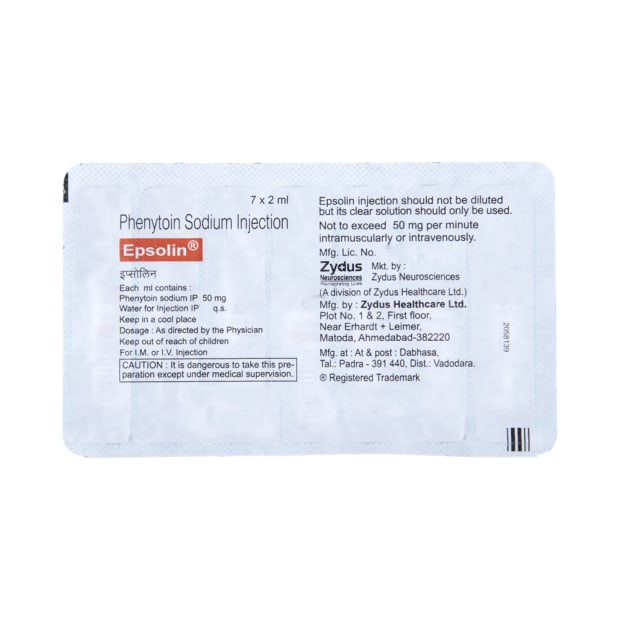 7 x 2 ml
Phenytoin Sodium Injection
Epsolin®
इप्सोलिन
Each ml contains :
Phenytoin sodium IP 50 mg
Water for Injection IP q.s.
Keep in a cool place
Dosage : As directed by the Physician
Keep out of reach of children
For I.M. or I.V. Injection
CAUTION : It is dangerous to take this pre-
paration except under medical supervision.
Epsolin injection should not be diluted
but its clear solution should only be used.
Not to exceed 50 mg per minute
intramuscularly or intravenously.
Mfg. Lic. No.
Zydus Mkt. by :
Neurosciences Zydus Neurosciences
(A division of Zydus Healthcare Ltd.)
Mfg. by : Zydus Healthcare Ltd.
Plot No. 1 & 2, First floor,
Near Erhardt + Leimer,
Matoda, Ahmedabad-382220
Mfg. at : At & post : Dabhasa,
Tal.: Padra - 391 440, Dist.: Vadodara.
® Registered Trademark
2058139